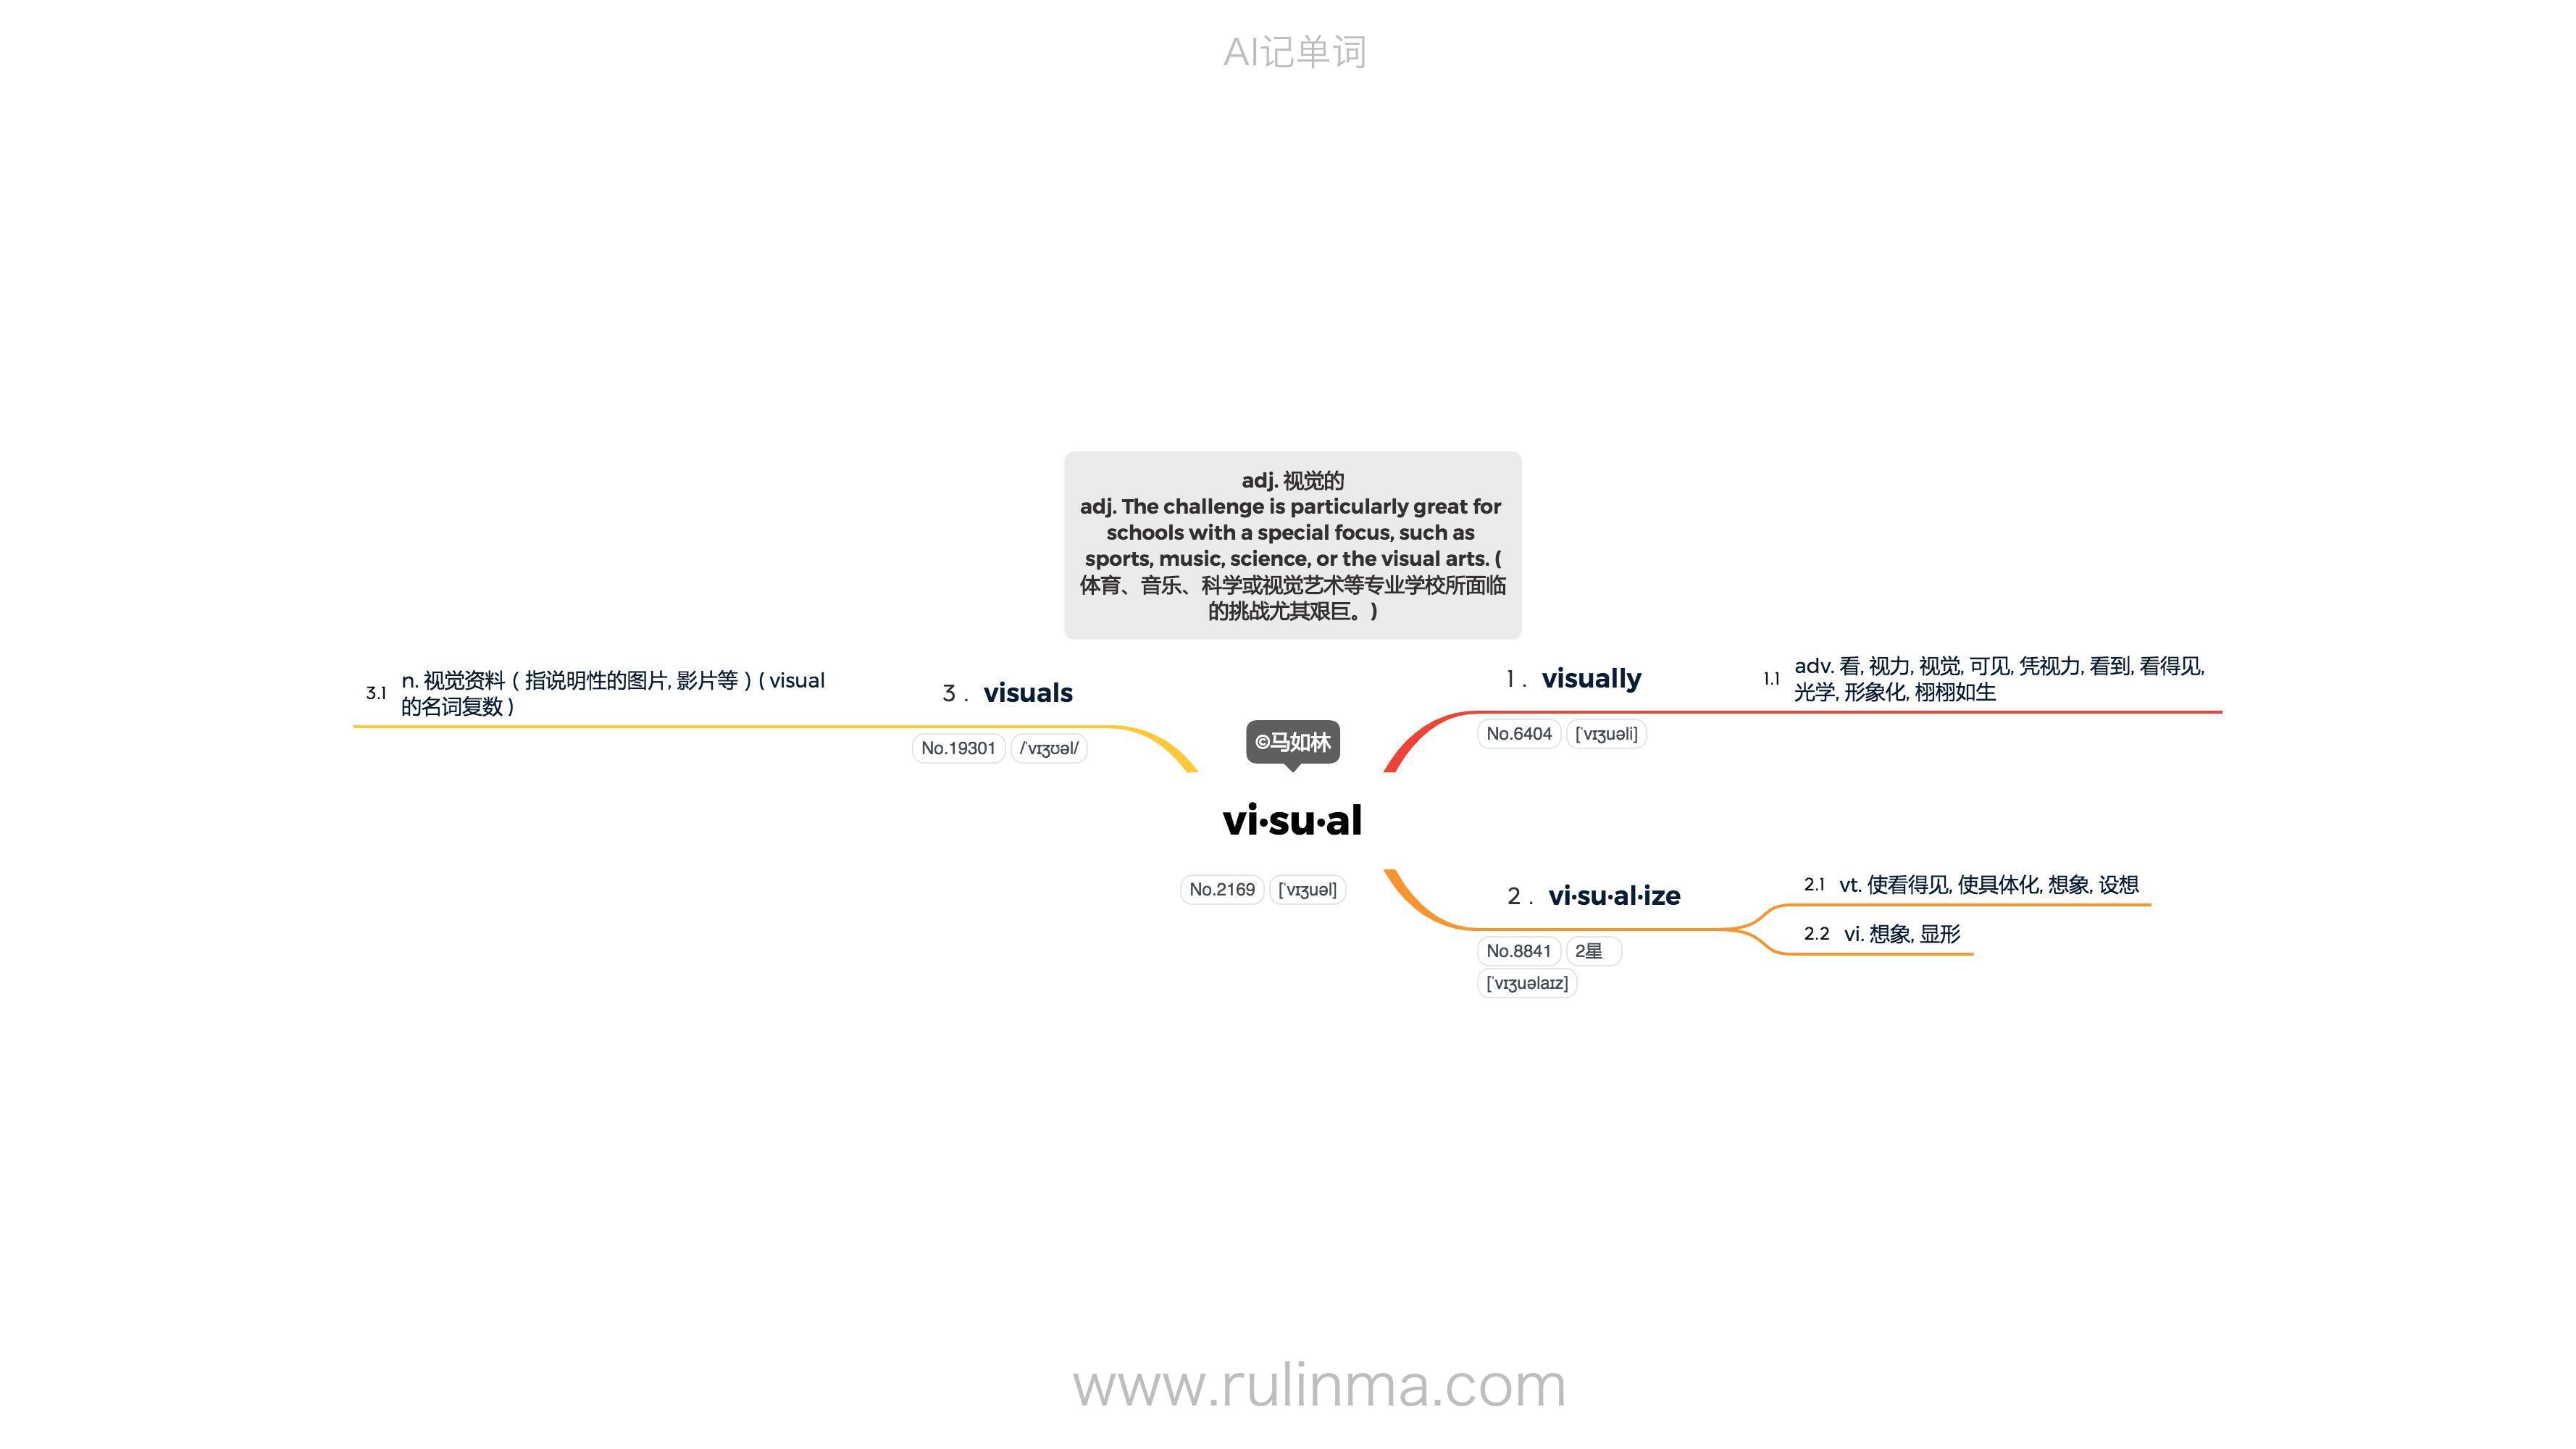 AI记单词
adj. 视觉的
adj. The challenge is particularly great for
schools with a special focus, such as
sports, music, science, or the visual arts. (
体育、音乐、科学或视觉艺术等专业学校所面临
的挑战尤其艰巨。)
©马如林
vi·su·al
No.2169 [ˈvɪʒuəl]
1 . visually
No.6404 [ˈvɪʒuəli]
1.1 adv. 看, 视力, 视觉, 可见, 凭视力, 看到, 看得见,
光学, 形象化, 栩栩如生
2 . vi·su·al·ize
No.8841 2星
[ˈvɪʒuəlaɪz]
2.1 vt. 使看得见, 使具体化, 想象, 设想
2.2 vi. 想象, 显形
3 . visuals
No.19301 /ˈvɪʒʊəl/
3.1 n. 视觉资料 ( 指说明性的图片, 影片等 ) ( visual
的名词复数 )
www.rulinma.com